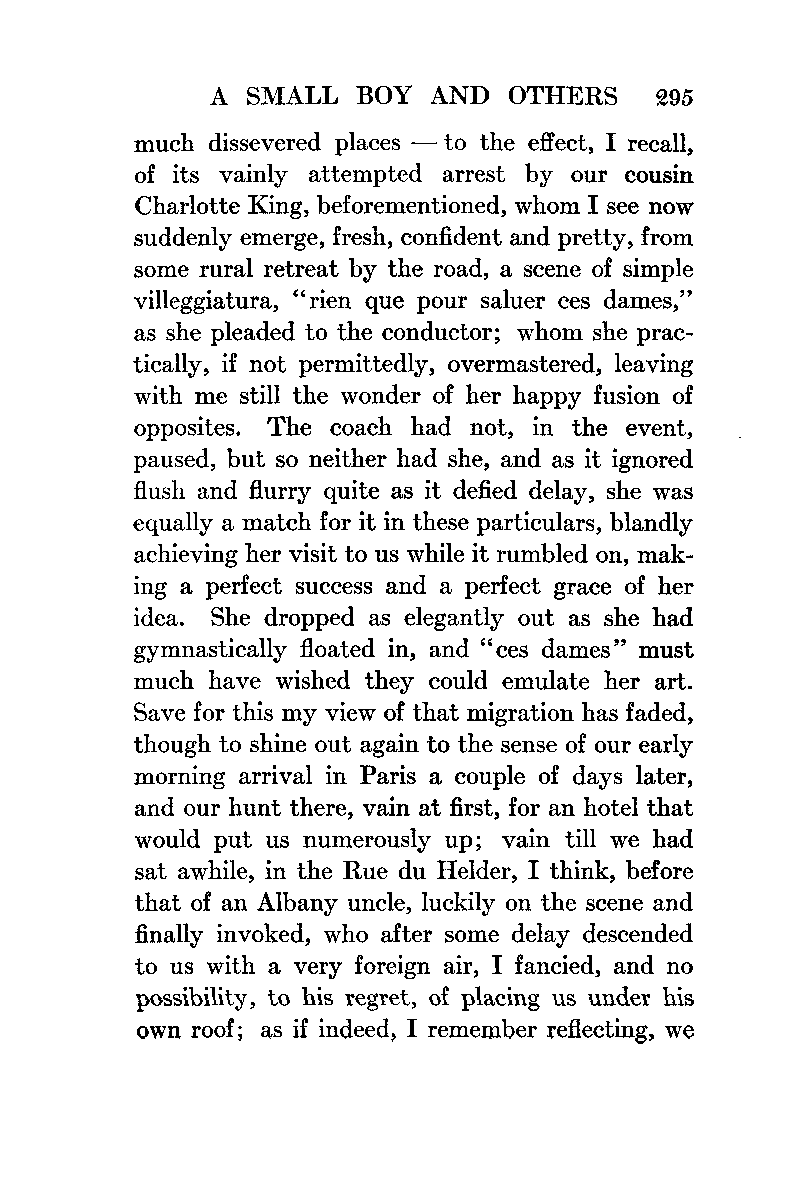 A SMALL BOY AND OTHERS 295
much dissevered places — to the effect, I recall,
of its vainly attempted arrest by our cousin
Charlotte King, beforementioned, whom I see now
suddenly emerge, fresh, confident and pretty, from
some rural retreat by the road, a scene of simple
villeggiatura, “rien que pour saluer ces dames,”
as she pleaded to the conductor; whom she prac-
tically, if not permittedly, overmastered, leaving
with me still the wonder of her happy fusion of
opposites. The coach had not, in the event,
paused, but so neither had she, and as it ignored
flush and flurry quite as it defied delay, she was
equally a match for it in these particulars, blandly
achieving her visit to us while it rumbled on, mak-
ing a perfect success and a perfect grace of her
idea. She dropped as elegantly out as she had
gymnastically floated in, and “ces dames” must
much have wished they could emulate her art.
Save for this my view of that migration has faded,
though to shine out again to the sense of our early
morning arrival in Paris a couple of days later,
and our hunt there, vain at first, for an hotel that
would put us numerously up; vain till we had
sat awhile, in the Rue du Helder, I think, before
that of an Albany uncle, luckily on the scene and
finally invoked, who after some delay descended
to us with a very foreign air, I fancied, and no
possibility, to his regret, of placing us under his
own roof; as if indeed, I remember reflecting, we